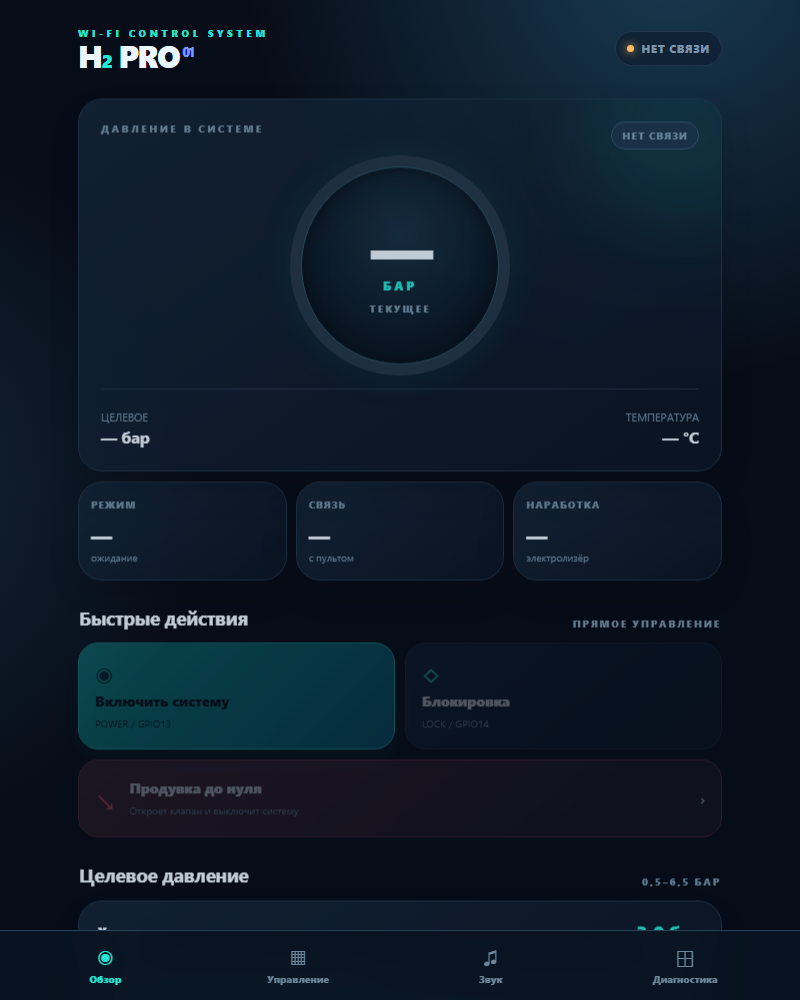 WI-FI CONTROL SYSTEM
H2 PRO 01
НЕТ СВЯЗИ
ДАВЛЕНИЕ В СИСТЕМЕ
НЕТ СВЯЗИ
—
БАР
ТЕКУЩЕЕ
ЦЕЛЕВОЕ
— бар
ТЕМПЕРАТУРА
— °C
РЕЖИМ
—
ожидание
СВЯЗЬ
—
с пультом
НАРАБОТКА
—
электролизёр
Быстрые действия
ПРЯМОЕ УПРАВЛЕНИЕ
Включить систему
POWER / GPIO13
Блокировка
LOCK / GPIO14
Продувка до нуля
Откроет клапан и выключит систему
›
Целевое давление
0,5–6,5 БАР
Обзор
Управление
Звук
Диагностика